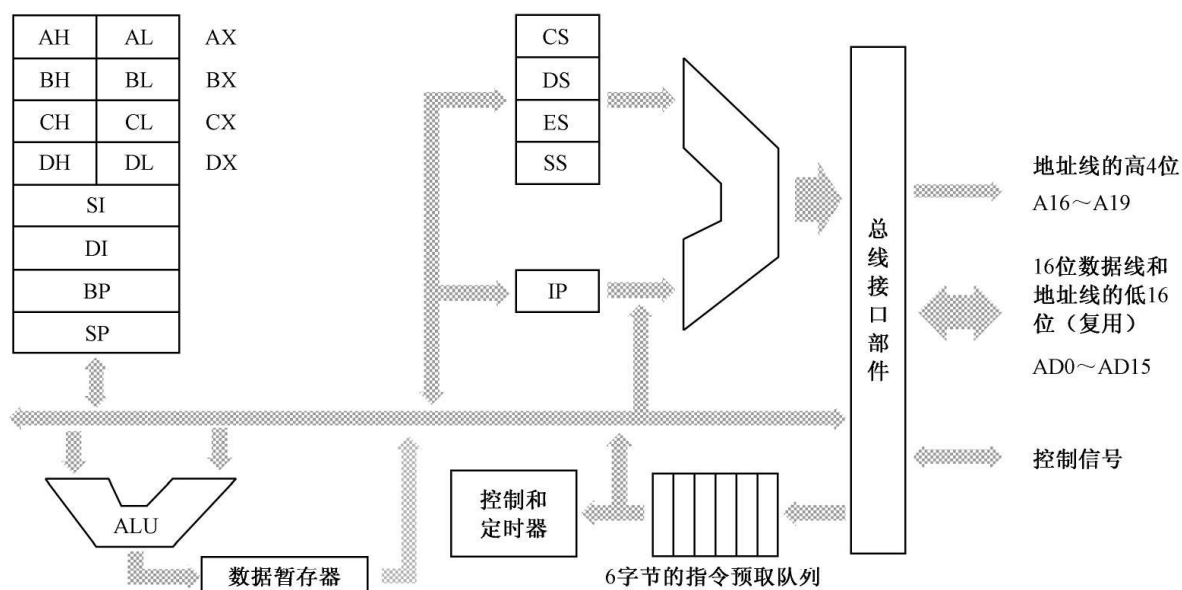 AH AL AX
BH BL BX
CH CL CX
DH DL DX
SI
DI
BP
SP
ALU
数据暂存器
CS
DS
ES
SS
IP
控制和
定时器
6字节的指令预取队列
总线接口部件
地址线的高4位
A16～A19
16位数据线和
地址线的低16
位（复用）
AD0～AD15
控制信号